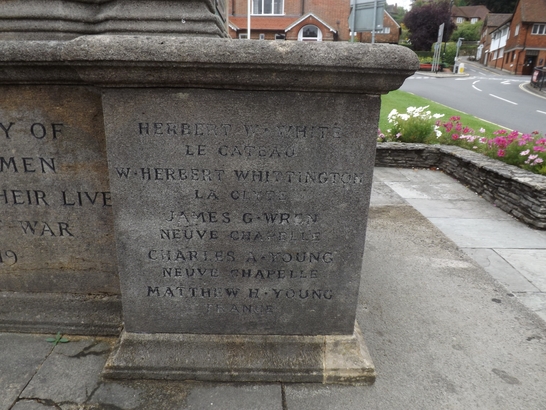 Y OF
MEN
HEIR LIVE
WAR
19
HERBERT W · WHITE
LE CATEAU
W · HERBERT WHITTINGTON
JAMES G · WREN
NEUVE CHAPELLE
CHARLES A · YOUNG
NEUVE CHAPELLE
MATTHEW H · YOUNG
FRANCE